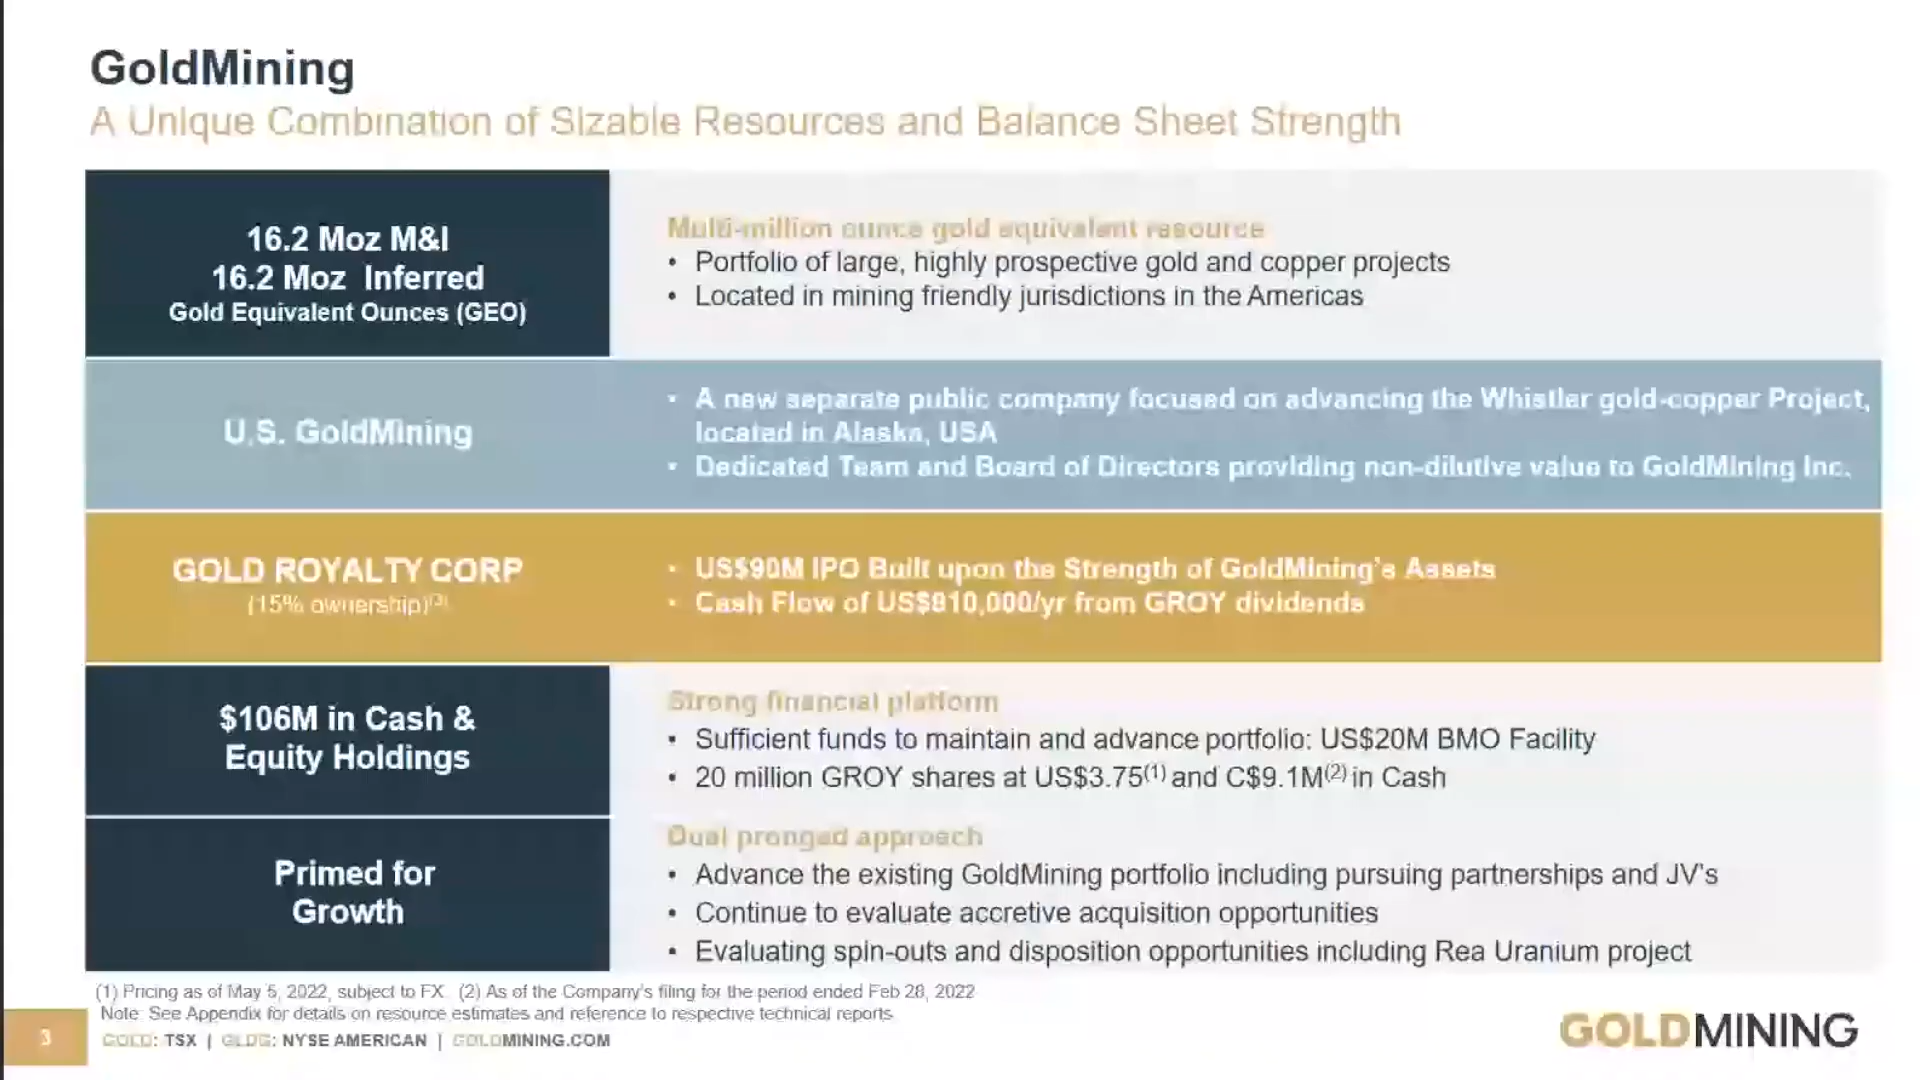 GoldMining
A Unique Combination of Sizable Resources and Balance Sheet Strength
16.2 Moz M&I
16.2 Moz Inferred
Gold Equivalent Ounces (GEO)
Multi-million ounce gold equivalent resource
• Portfolio of large, highly prospective gold and copper projects
• Located in mining friendly jurisdictions in the Americas
U.S. GoldMining
• A new separate public company focused on advancing the Whistler gold-copper Project,
located in Alaska, USA
• Dedicated Team and Board of Directors providing non-dilutive value to GoldMining Inc.
GOLD ROYALTY CORP
(15% ownership)
• US$90M IPO Built upon the Strength of GoldMining's Assets
• Cash Flow of US$810,000/yr from GROY dividends
$106M in Cash &
Equity Holdings
Strong financial platform
• Sufficient funds to maintain and advance portfolio: US$20M BMO Facility
• 20 million GROY shares at US$3.75(1) and C$9.1M(2) in Cash
Primed for
Growth
Dual pronged approach
• Advance the existing GoldMining portfolio including pursuing partnerships and JV's
• Continue to evaluate accretive acquisition opportunities
• Evaluating spin-outs and disposition opportunities including Rea Uranium project
(1) Pricing as of May 5, 2022, subject to FX. (2) As of the Company's filing for the period ended Feb 28, 2022
Note: See Appendix for details on resource estimates and reference to respective technical reports
3
GOLD: TSX | GLDG: NYSE AMERICAN | GOLDMINING.COM
GOLDMINING